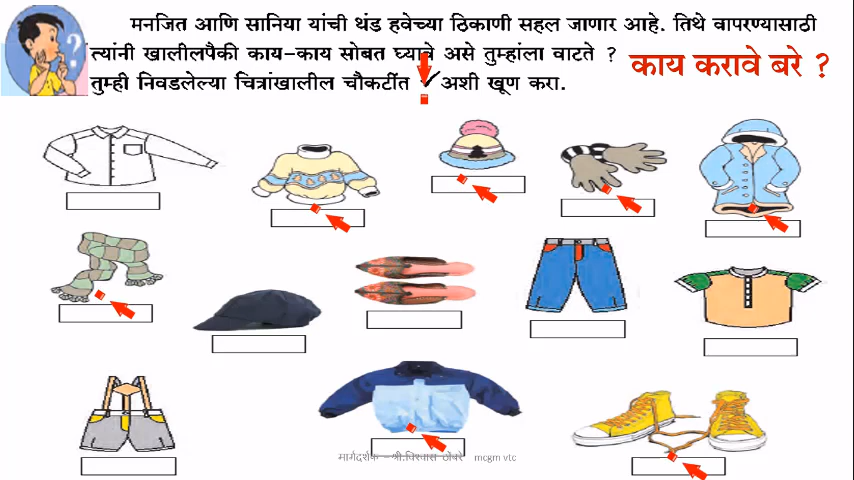 मनजित आणि सानिया यांची थंड हवेच्या ठिकाणी सहल जाणार आहे. तिथे वापरण्यासाठी
त्यांनी खालीलपैकी काय-काय सोबत घ्यावे असे तुम्हांला वाटते ?
काय करावे बरे ?
तुम्ही निवडलेल्या चित्रांखालील चौकटींत ✓ अशी खूण करा.
मार्गदर्शक - श्री.विश्वास ठोंबरे mcgm vtc